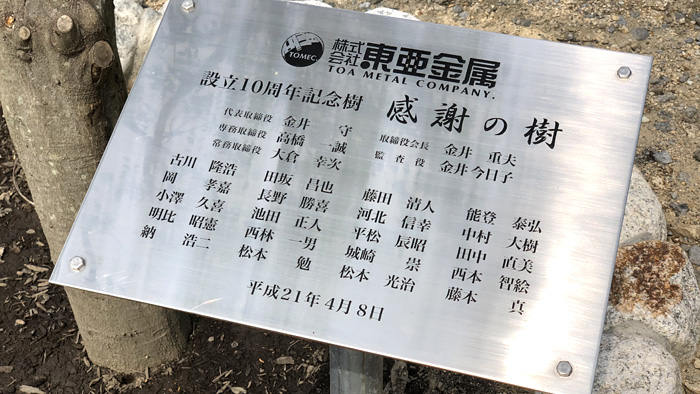 TOMEC.
株式会社 東亜金属
TOA METAL COMPANY.
設立10周年記念樹 感謝の樹
代表取締役 金井 守 取締役会長 金井 重夫
専務取締役 高橋 一誠 監査役 金井 今日子
常務取締役 大倉 幸次
古川 隆浩 田坂 昌也 藤田 清人 能登 泰弘
岡 孝嘉 長野 勝喜 河北 信幸 中村 大樹
小澤 久喜 池田 正人 平松 辰昭 田中 直美
明比 昭憲 西林 一男 城崎 崇 西本 智絵
納 浩二 松本 勉 松本 光治 藤本 真
平成21年4月8日